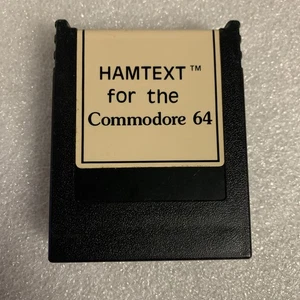 HAMTEXT™
for the
Commodore 64